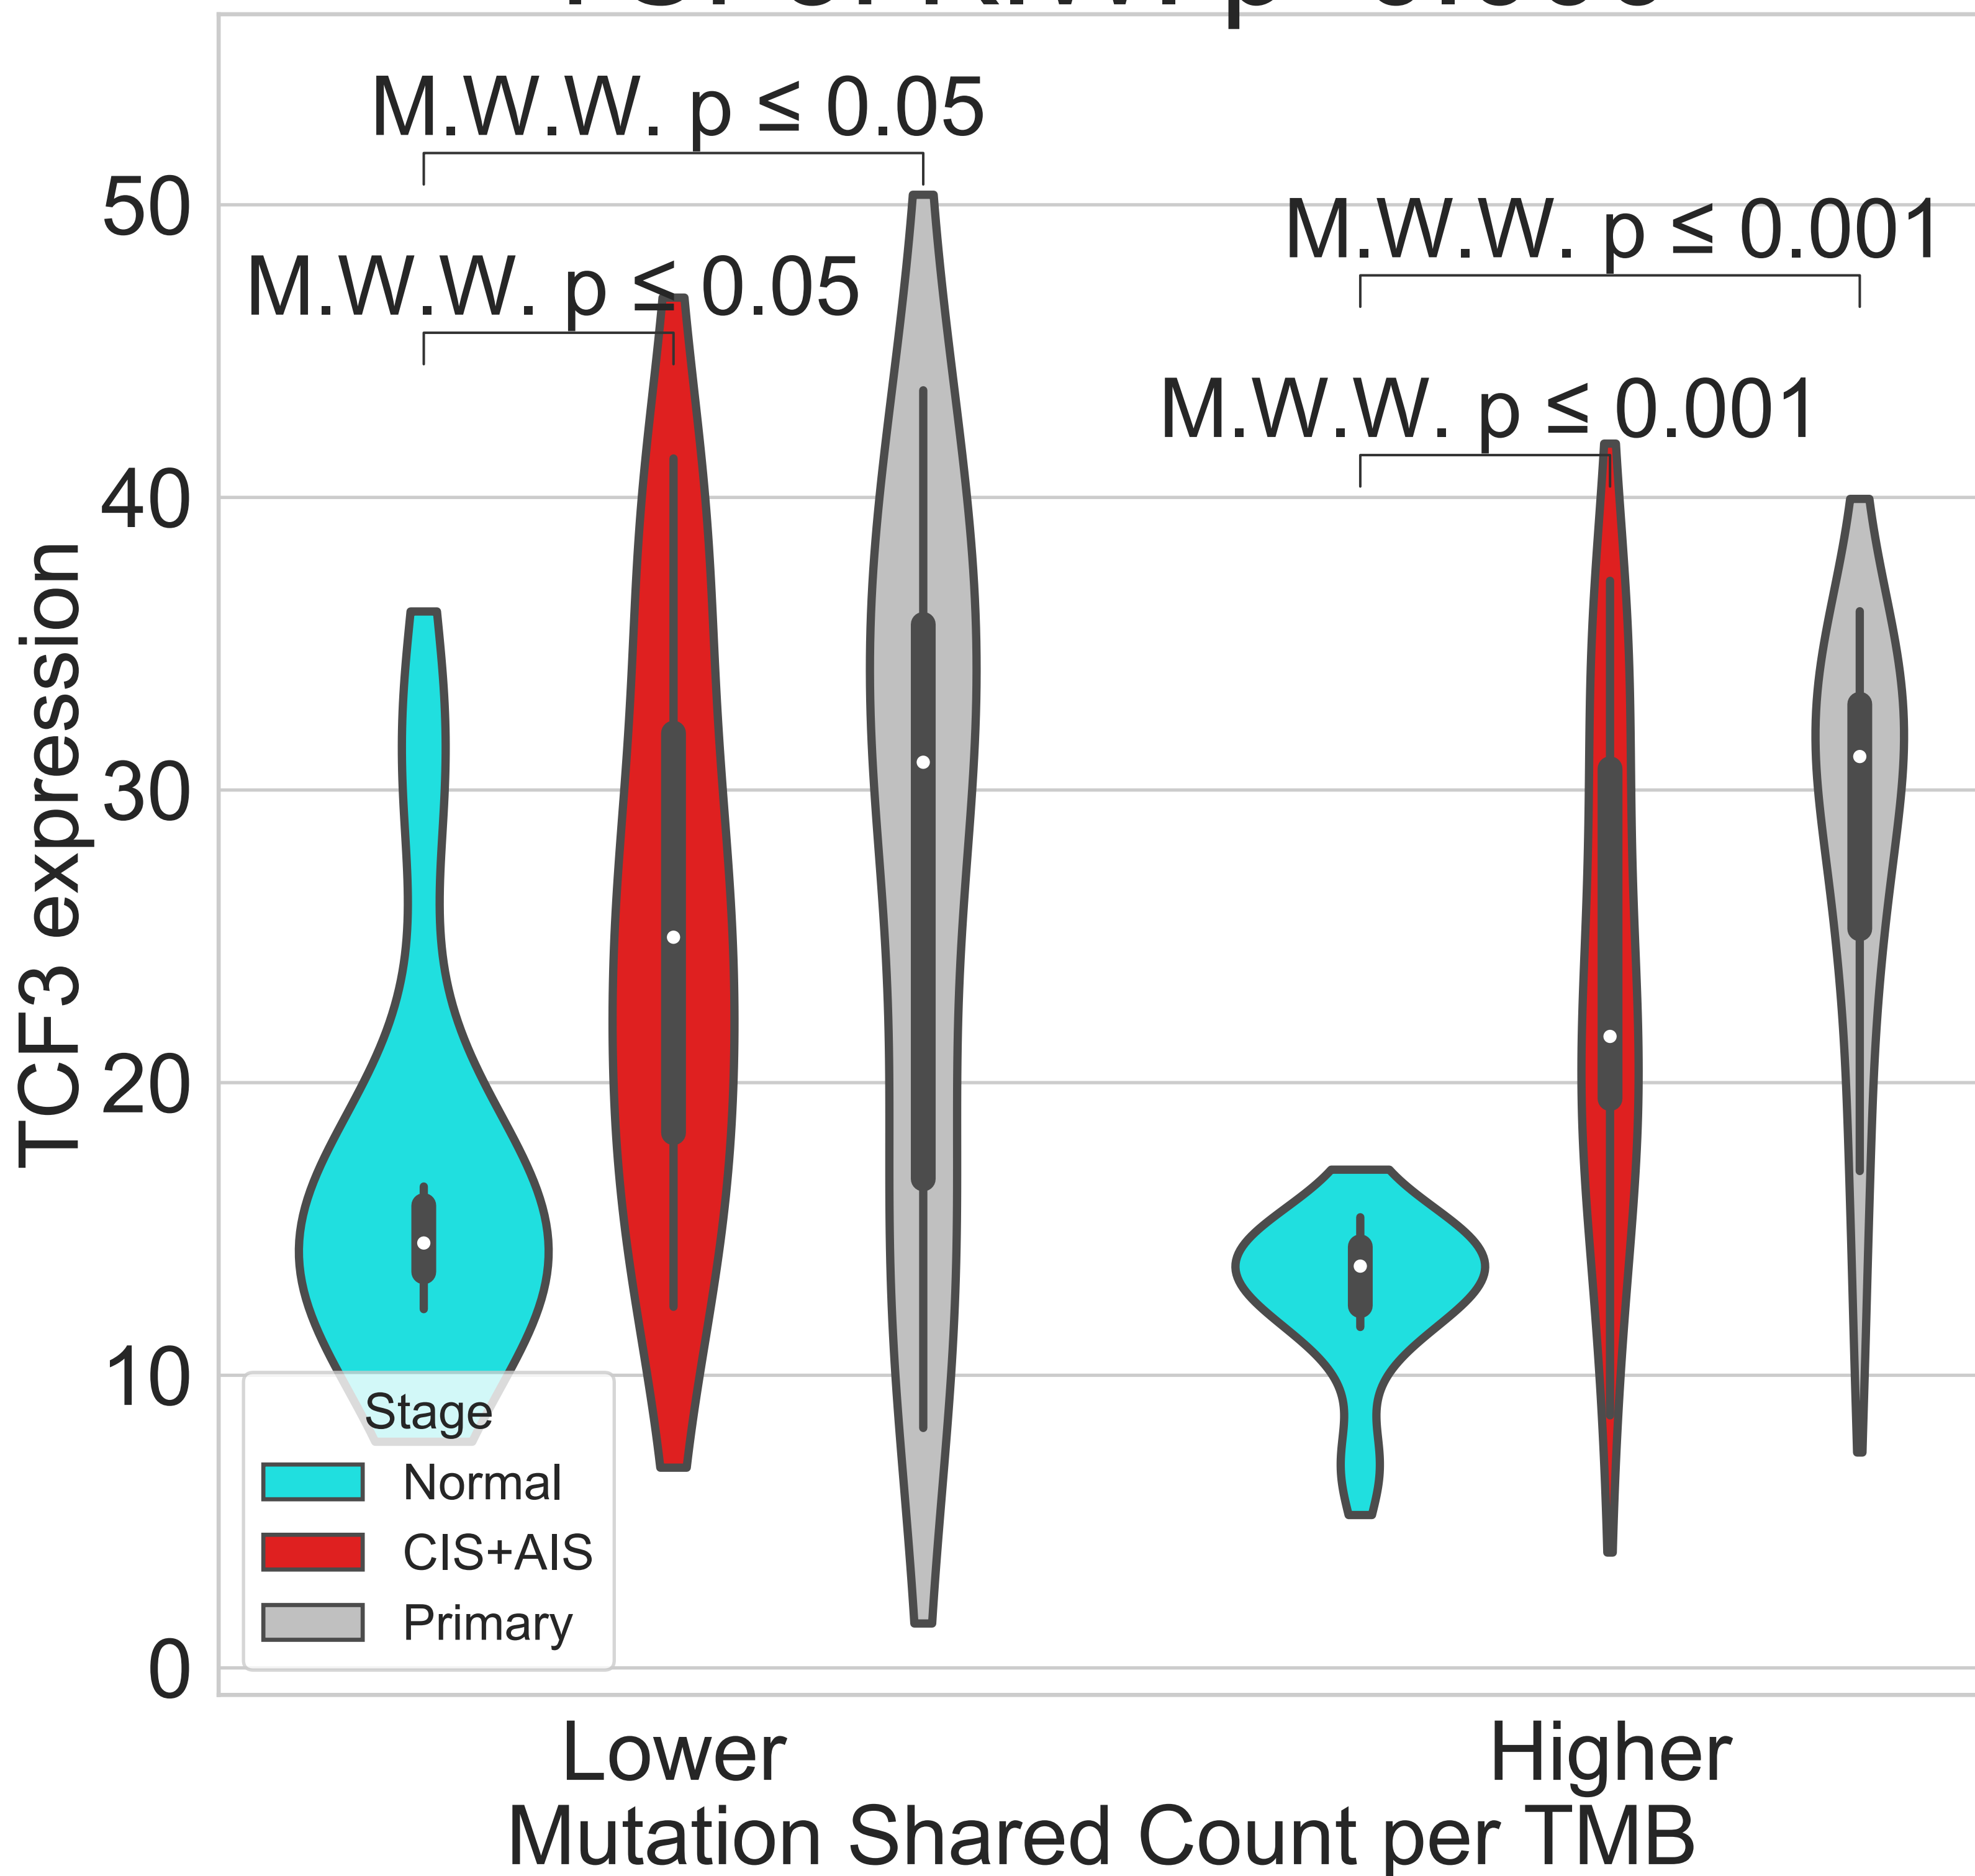 M.W.W. p ≤ 0.05
M.W.W. p ≤ 0.001
M.W.W. p ≤ 0.05
M.W.W. p ≤ 0.001
50
40
30
20
10
0
TCF3 expression
Stage
Normal
CIS+AIS
Primary
Lower
Higher
Mutation Shared Count per TMB